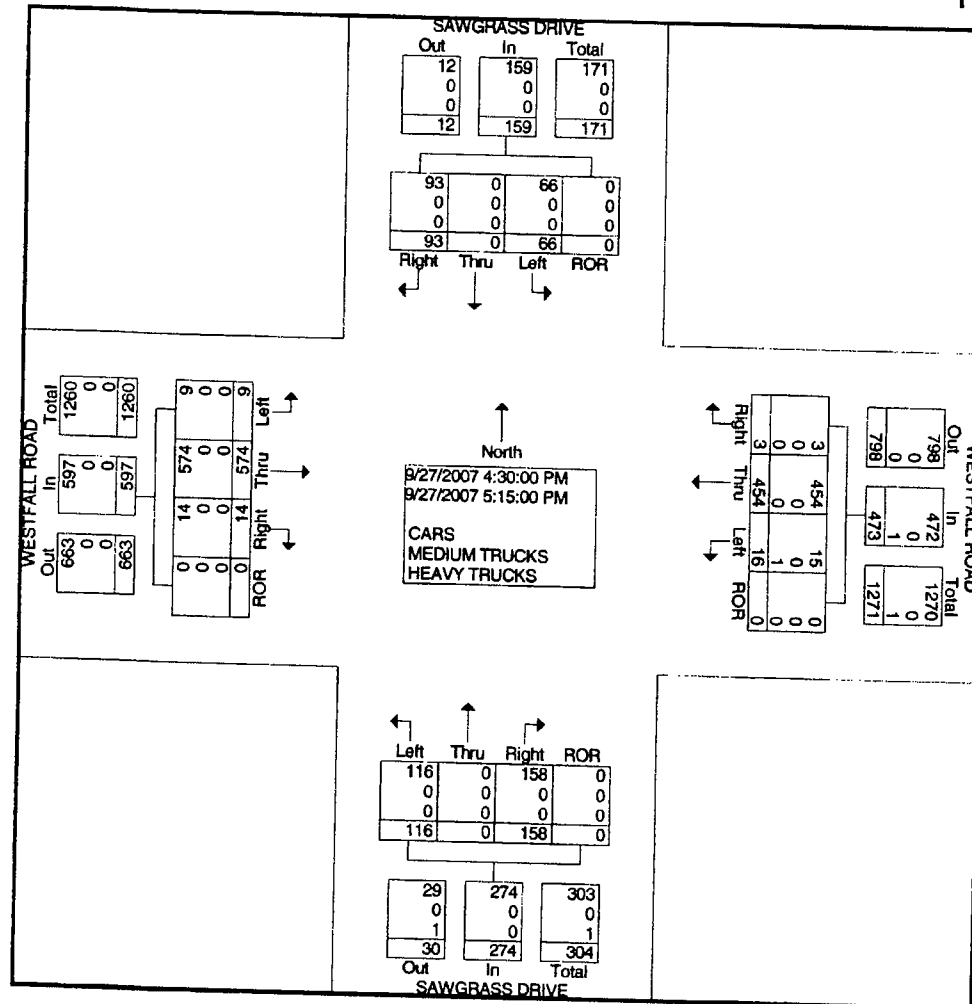 SAWGRASS DRIVE
Out In Total
12 159 171
0 0 0
0 0 0
12 159 171
93 0 66 0
0 0 0 0
0 0 0 0
93 0 66 0
Right Thru Left ROR
WESTFALL ROAD
Total In Out
1260 597 663
0 0 0
0 0 0
1260 597 663
9 574 14 0
0 0 0 0
0 0 0 0
9 574 14 0
Left Thru Right ROR
North
9/27/2007 4:30:00 PM
9/27/2007 5:15:00 PM
CARS
MEDIUM TRUCKS
HEAVY TRUCKS
WESTFALL ROAD
Out In Total
798 472 1270
0 0 0
0 1 1
798 473 1271
3 454 15 0
0 0 0 0
0 0 1 0
3 454 16 0
Right Thru Left ROR
Left Thru Right ROR
116 0 158 0
0 0 0 0
0 0 0 0
116 0 158 0
29 274 303
0 0 0
1 0 1
30 274 304
Out In Total
SAWGRASS DRIVE